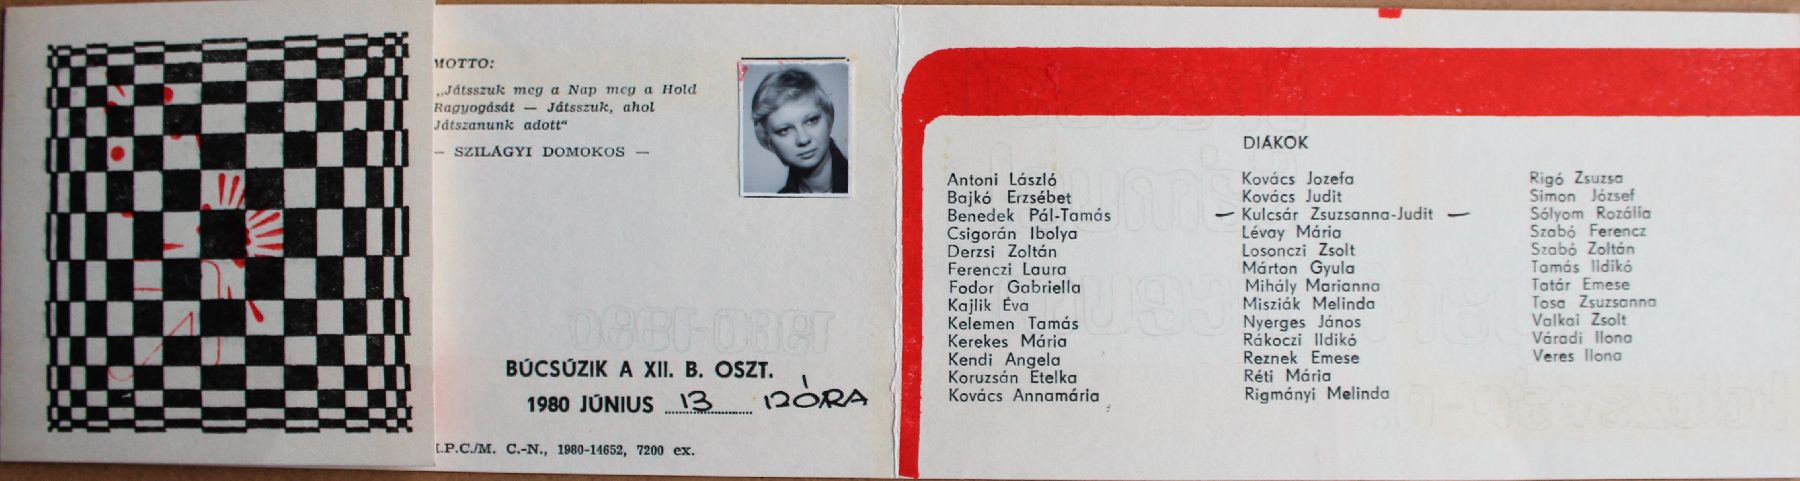 MOTTO:
„Játsszuk meg a Nap meg a Hold
Ragyogását — Játsszuk, ahol
Játszanunk adott“
— SZILÁGYI DOMOKOS —
1980-1990
BÚCSÚZIK A XII. B. OSZT.
1980 JÚNIUS 13 12 ÓRA
I.P.C./M. C.-N., 1980-14652, 7200 ex.
DIÁKOK
Antoni László
Bajkó Erzsébet
Benedek Pál-Tamás
Csigorán Ibolya
Derzsi Zoltán
Ferenczi Laura
Fodor Gabriella
Kajlik Éva
Kelemen Tamás
Kerekes Mária
Kendi Angela
Koruzsán Etelka
Kovács Annamária
Kovács Jozefa
Kovács Judit
— Kulcsár Zsuzsanna-Judit —
Lévay Mária
Losonczi Zsolt
Márton Gyula
Mihály Marianna
Misziák Melinda
Nyerges János
Rákoczi Ildikó
Reznek Emese
Réti Mária
Rigmányi Melinda
Rigó Zsuzsa
Simon József
Sólyom Rozália
Szabó Ferencz
Szabó Zoltán
Tamás Ildikó
Tatár Emese
Tosa Zsuzsanna
Valkai Zsolt
Váradi Ilona
Veres Ilona